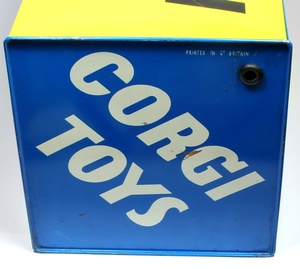 PRINTED IN GT BRITAIN
CORGI
TOYS